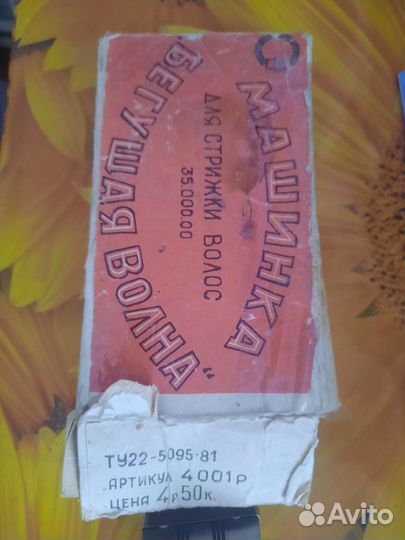 МАШИНКА
ДЛЯ СТРИЖКИ ВОЛОС
35.000.00
"БЕГУЩАЯ ВОЛНА"
ТУ22-5095-81
АРТИКУЛ 4001р
ЦЕНА 4р50к.
Avito